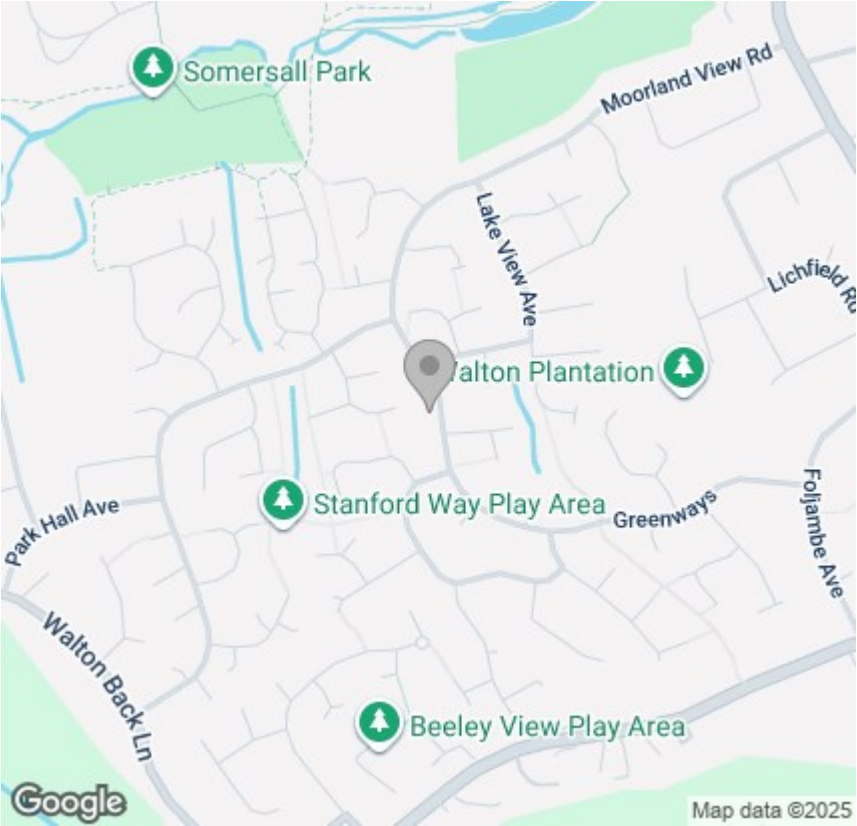 Somersall Park
Moorland View Rd
Lake View Ave
Lichfield Rd
alton Plantation
Stanford Way Play Area
Greenways
Foljambe Ave
Park Hall Ave
Walton Back Ln
Beeley View Play Area
Google
Map data ©2025